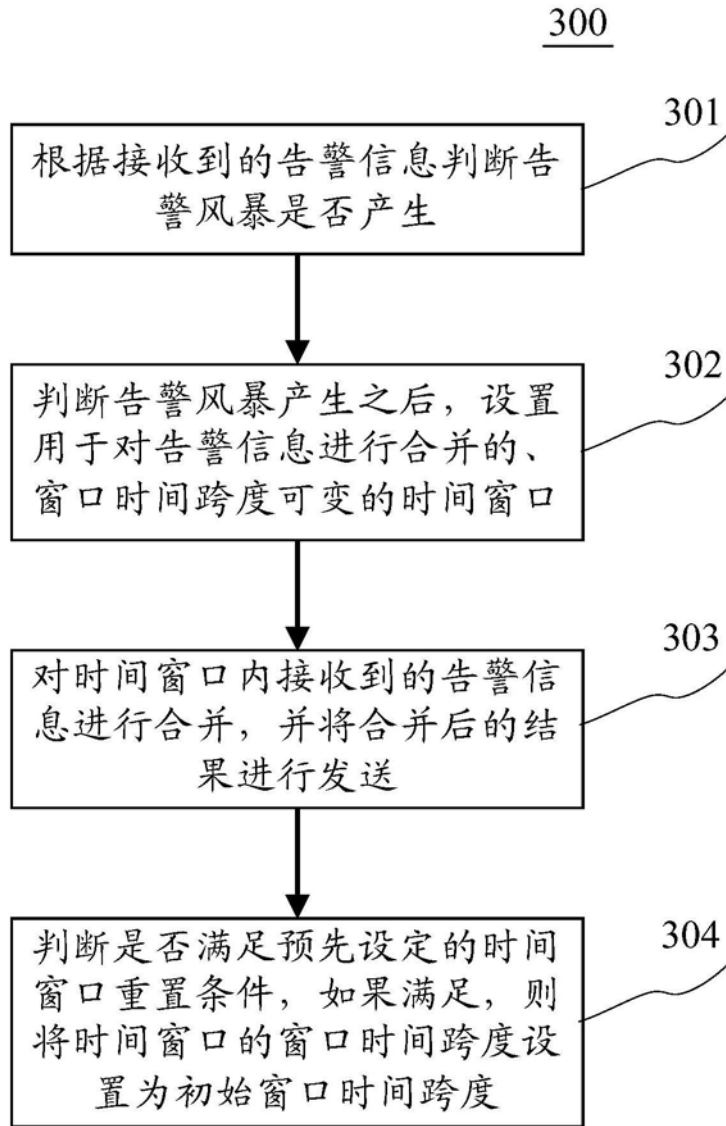 300
301
根据接收到的告警信息判断告
警风暴是否产生
302
判断告警风暴产生之后，设置
用于对告警信息进行合并的、
窗口时间跨度可变的时间窗口
303
对时间窗口内接收到的告警信
息进行合并，并将合并后的结
果进行发送
304
判断是否满足预先设定的时间
窗口重置条件，如果满足，则
将时间窗口的窗口时间跨度设
置为初始窗口时间跨度